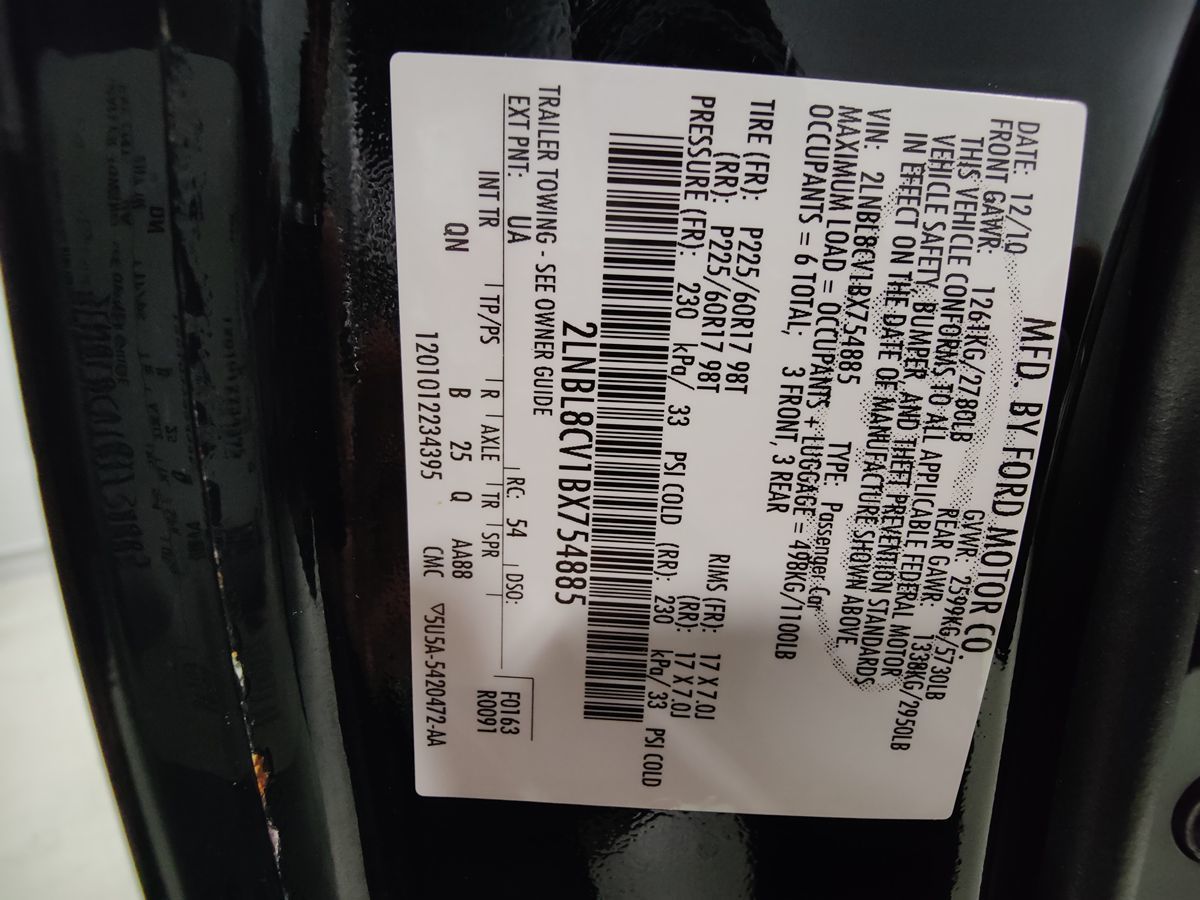 MFD. BY FORD MOTOR CO.
DATE: 12/10 GVWR: 2599KG/5730LB
FRONT GAWR: 1261KG/2780LB REAR GAWR: 1338KG/2950LB
THIS VEHICLE CONFORMS TO ALL APPLICABLE FEDERAL MOTOR
VEHICLE SAFETY, BUMPER, AND THEFT PREVENTION STANDARDS
IN EFFECT ON THE DATE OF MANUFACTURE SHOWN ABOVE.
VIN: 2LNBL8CV1BX754885 TYPE: Passenger Car
MAXIMUM LOAD = OCCUPANTS + LUGGAGE = 498KG/1100LB
OCCUPANTS = 6 TOTAL, 3 FRONT, 3 REAR
TIRE (FR): P225/60R17 98T RIMS (FR): 17 X 7.0J
(RR): P225/60R17 98T (RR): 17 X 7.0J
PRESSURE (FR): 230 kPa/ 33 PSI COLD (RR): 230 kPa/ 33 PSI COLD
2LNBL8CV1BX754885
TRAILER TOWING - SEE OWNER GUIDE
EXT PNT: UA RC: 54 DSO: F0163
R0091
INT TR TP/PS R AXLE TR SPR
QN B 25 Q AABB
1201012234395 CMC ▽5U5A-5420472-AA